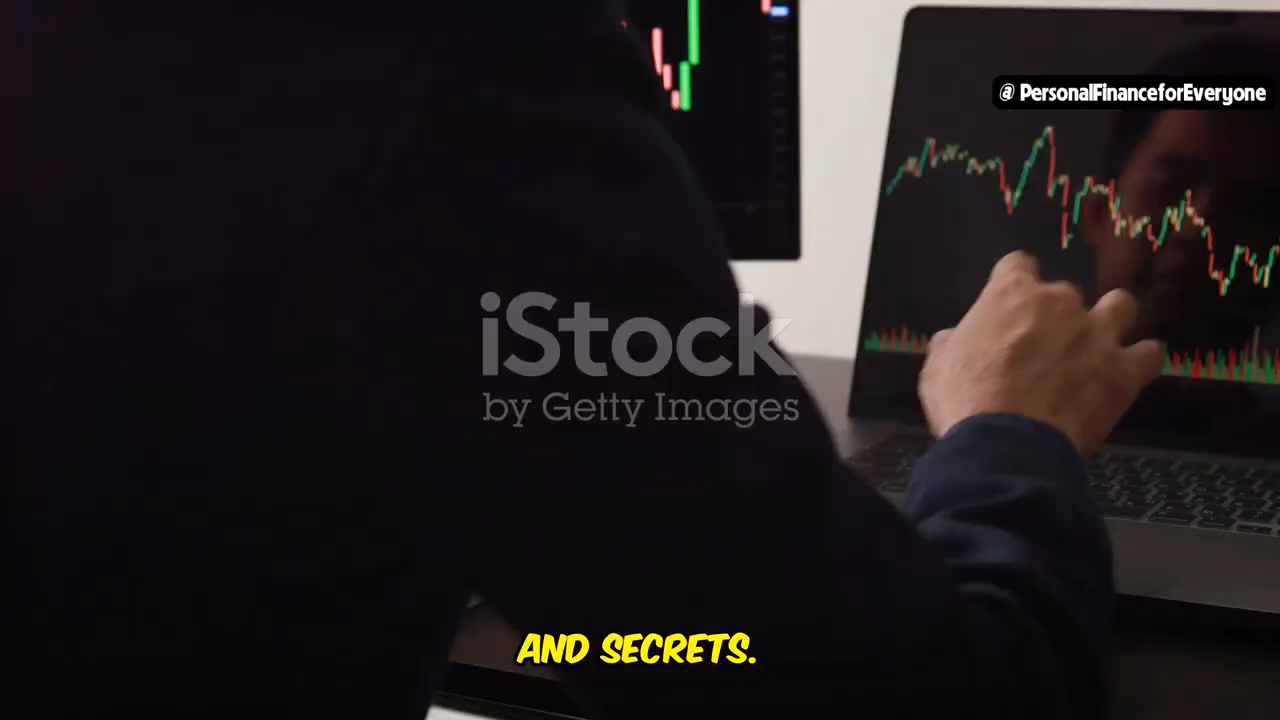 @ PersonalFinanceforEveryone
iStock
by Getty Images
AND SECRETS.